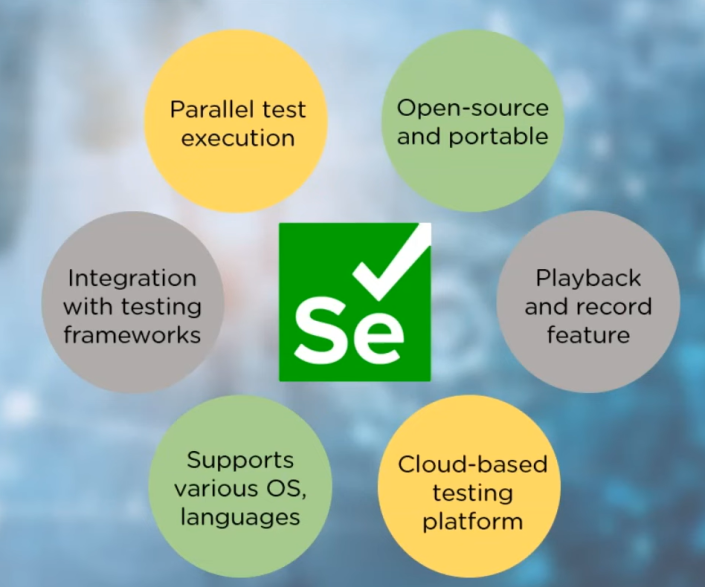 Parallel test
execution
Open-source
and portable
Integration
with testing
frameworks
Se
Playback
and record
feature
Supports
various OS,
languages
Cloud-based
testing
platform